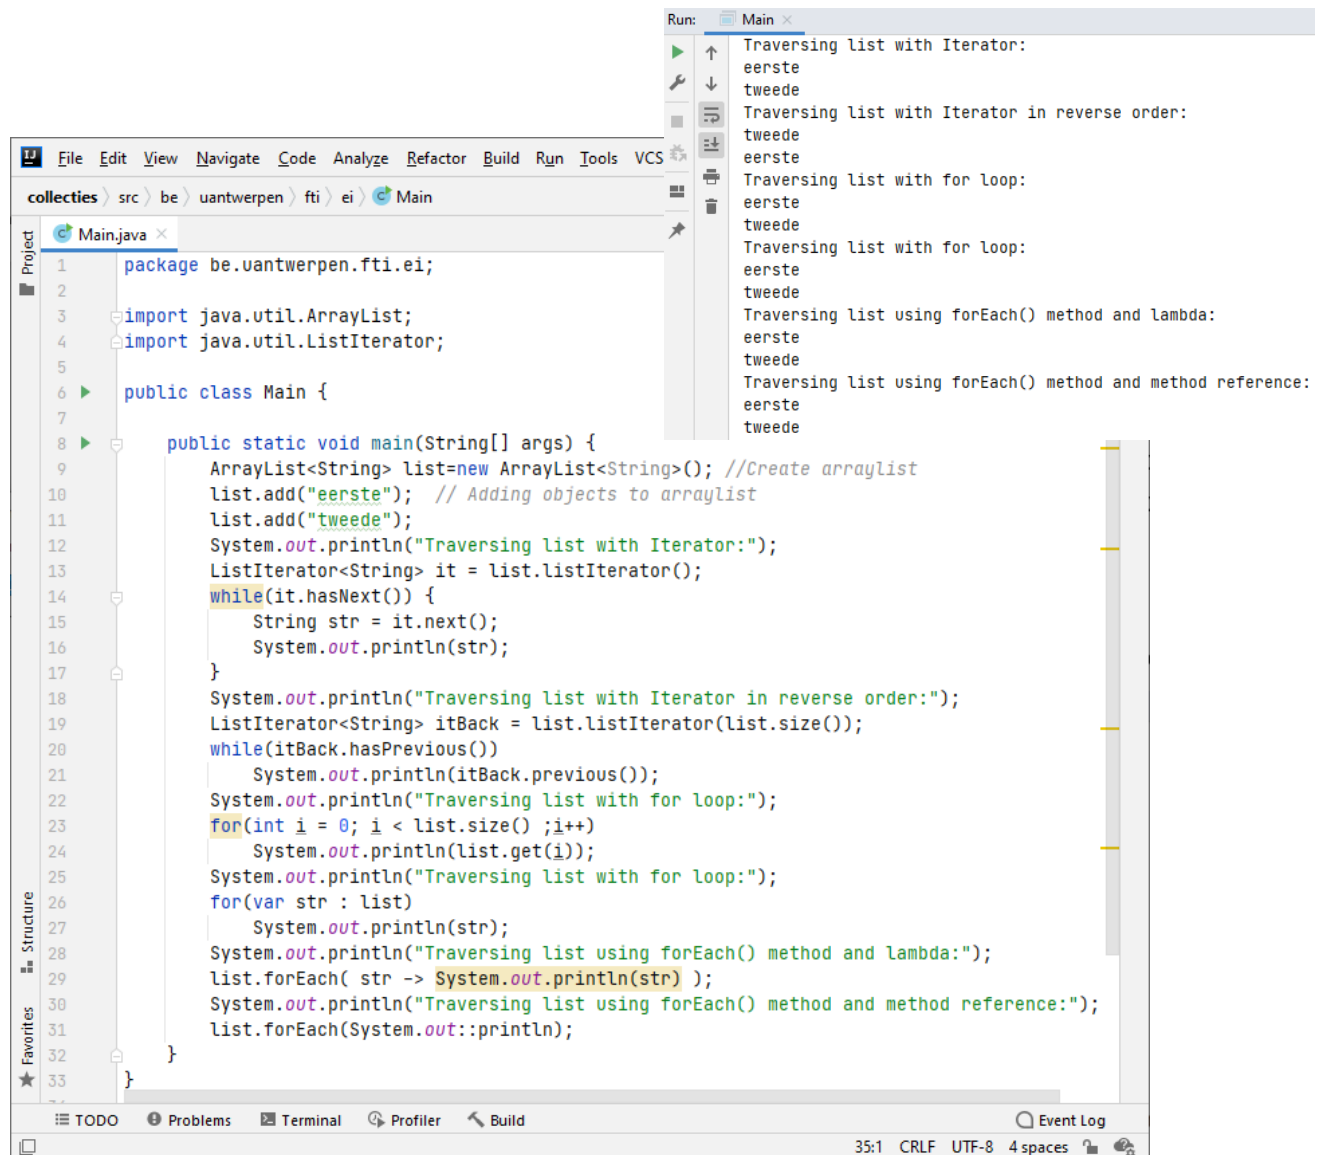 Run: Main
Traversing list with Iterator:
eerste
tweede
Traversing list with Iterator in reverse order:
tweede
eerste
Traversing list with for loop:
eerste
tweede
Traversing list with for loop:
eerste
tweede
Traversing list using forEach() method and lambda:
eerste
tweede
Traversing list using forEach() method and method reference:
eerste
tweede
IJ File Edit View Navigate Code Analyze Refactor Build Run Tools VCS
collecties src be uantwerpen fti ei Main
Main.java
Project
Structure
Favorites
1 package be.uantwerpen.fti.ei;
2
3 import java.util.ArrayList;
4 import java.util.ListIterator;
5
6 public class Main {
7
8 public static void main(String[] args) {
9 ArrayList<String> list=new ArrayList<String>(); //Create arraylist
10 list.add("eerste"); // Adding objects to arraylist
11 list.add("tweede");
12 System.out.println("Traversing list with Iterator:");
13 ListIterator<String> it = list.listIterator();
14 while(it.hasNext()) {
15 String str = it.next();
16 System.out.println(str);
17 }
18 System.out.println("Traversing list with Iterator in reverse order:");
19 ListIterator<String> itBack = list.listIterator(list.size());
20 while(itBack.hasPrevious())
21 System.out.println(itBack.previous());
22 System.out.println("Traversing list with for loop:");
23 for(int i = 0; i < list.size() ;i++)
24 System.out.println(list.get(i));
25 System.out.println("Traversing list with for loop:");
26 for(var str : list)
27 System.out.println(str);
28 System.out.println("Traversing list using forEach() method and lambda:");
29 list.forEach( str -> System.out.println(str) );
30 System.out.println("Traversing list using forEach() method and method reference:");
31 list.forEach(System.out::println);
32 }
33 }
TODO Problems Terminal Profiler Build Event Log
35:1 CRLF UTF-8 4 spaces